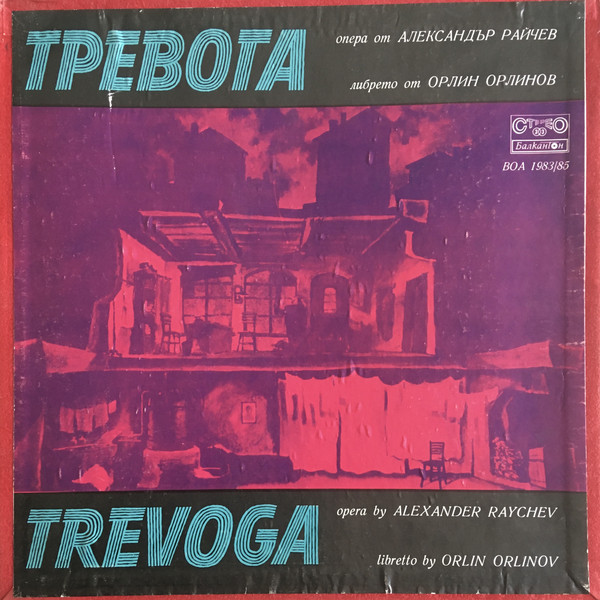 ТРЕВОГА
опера от АЛЕКСАНДЪР РАЙЧЕВ
либрето от ОРЛИН ОРЛИНОВ
СТЕРЕО
Балкантон
ВОА 1983/85
TREVOGA
opera by ALEXANDER RAYCHEV
libretto by ORLIN ORLINOV